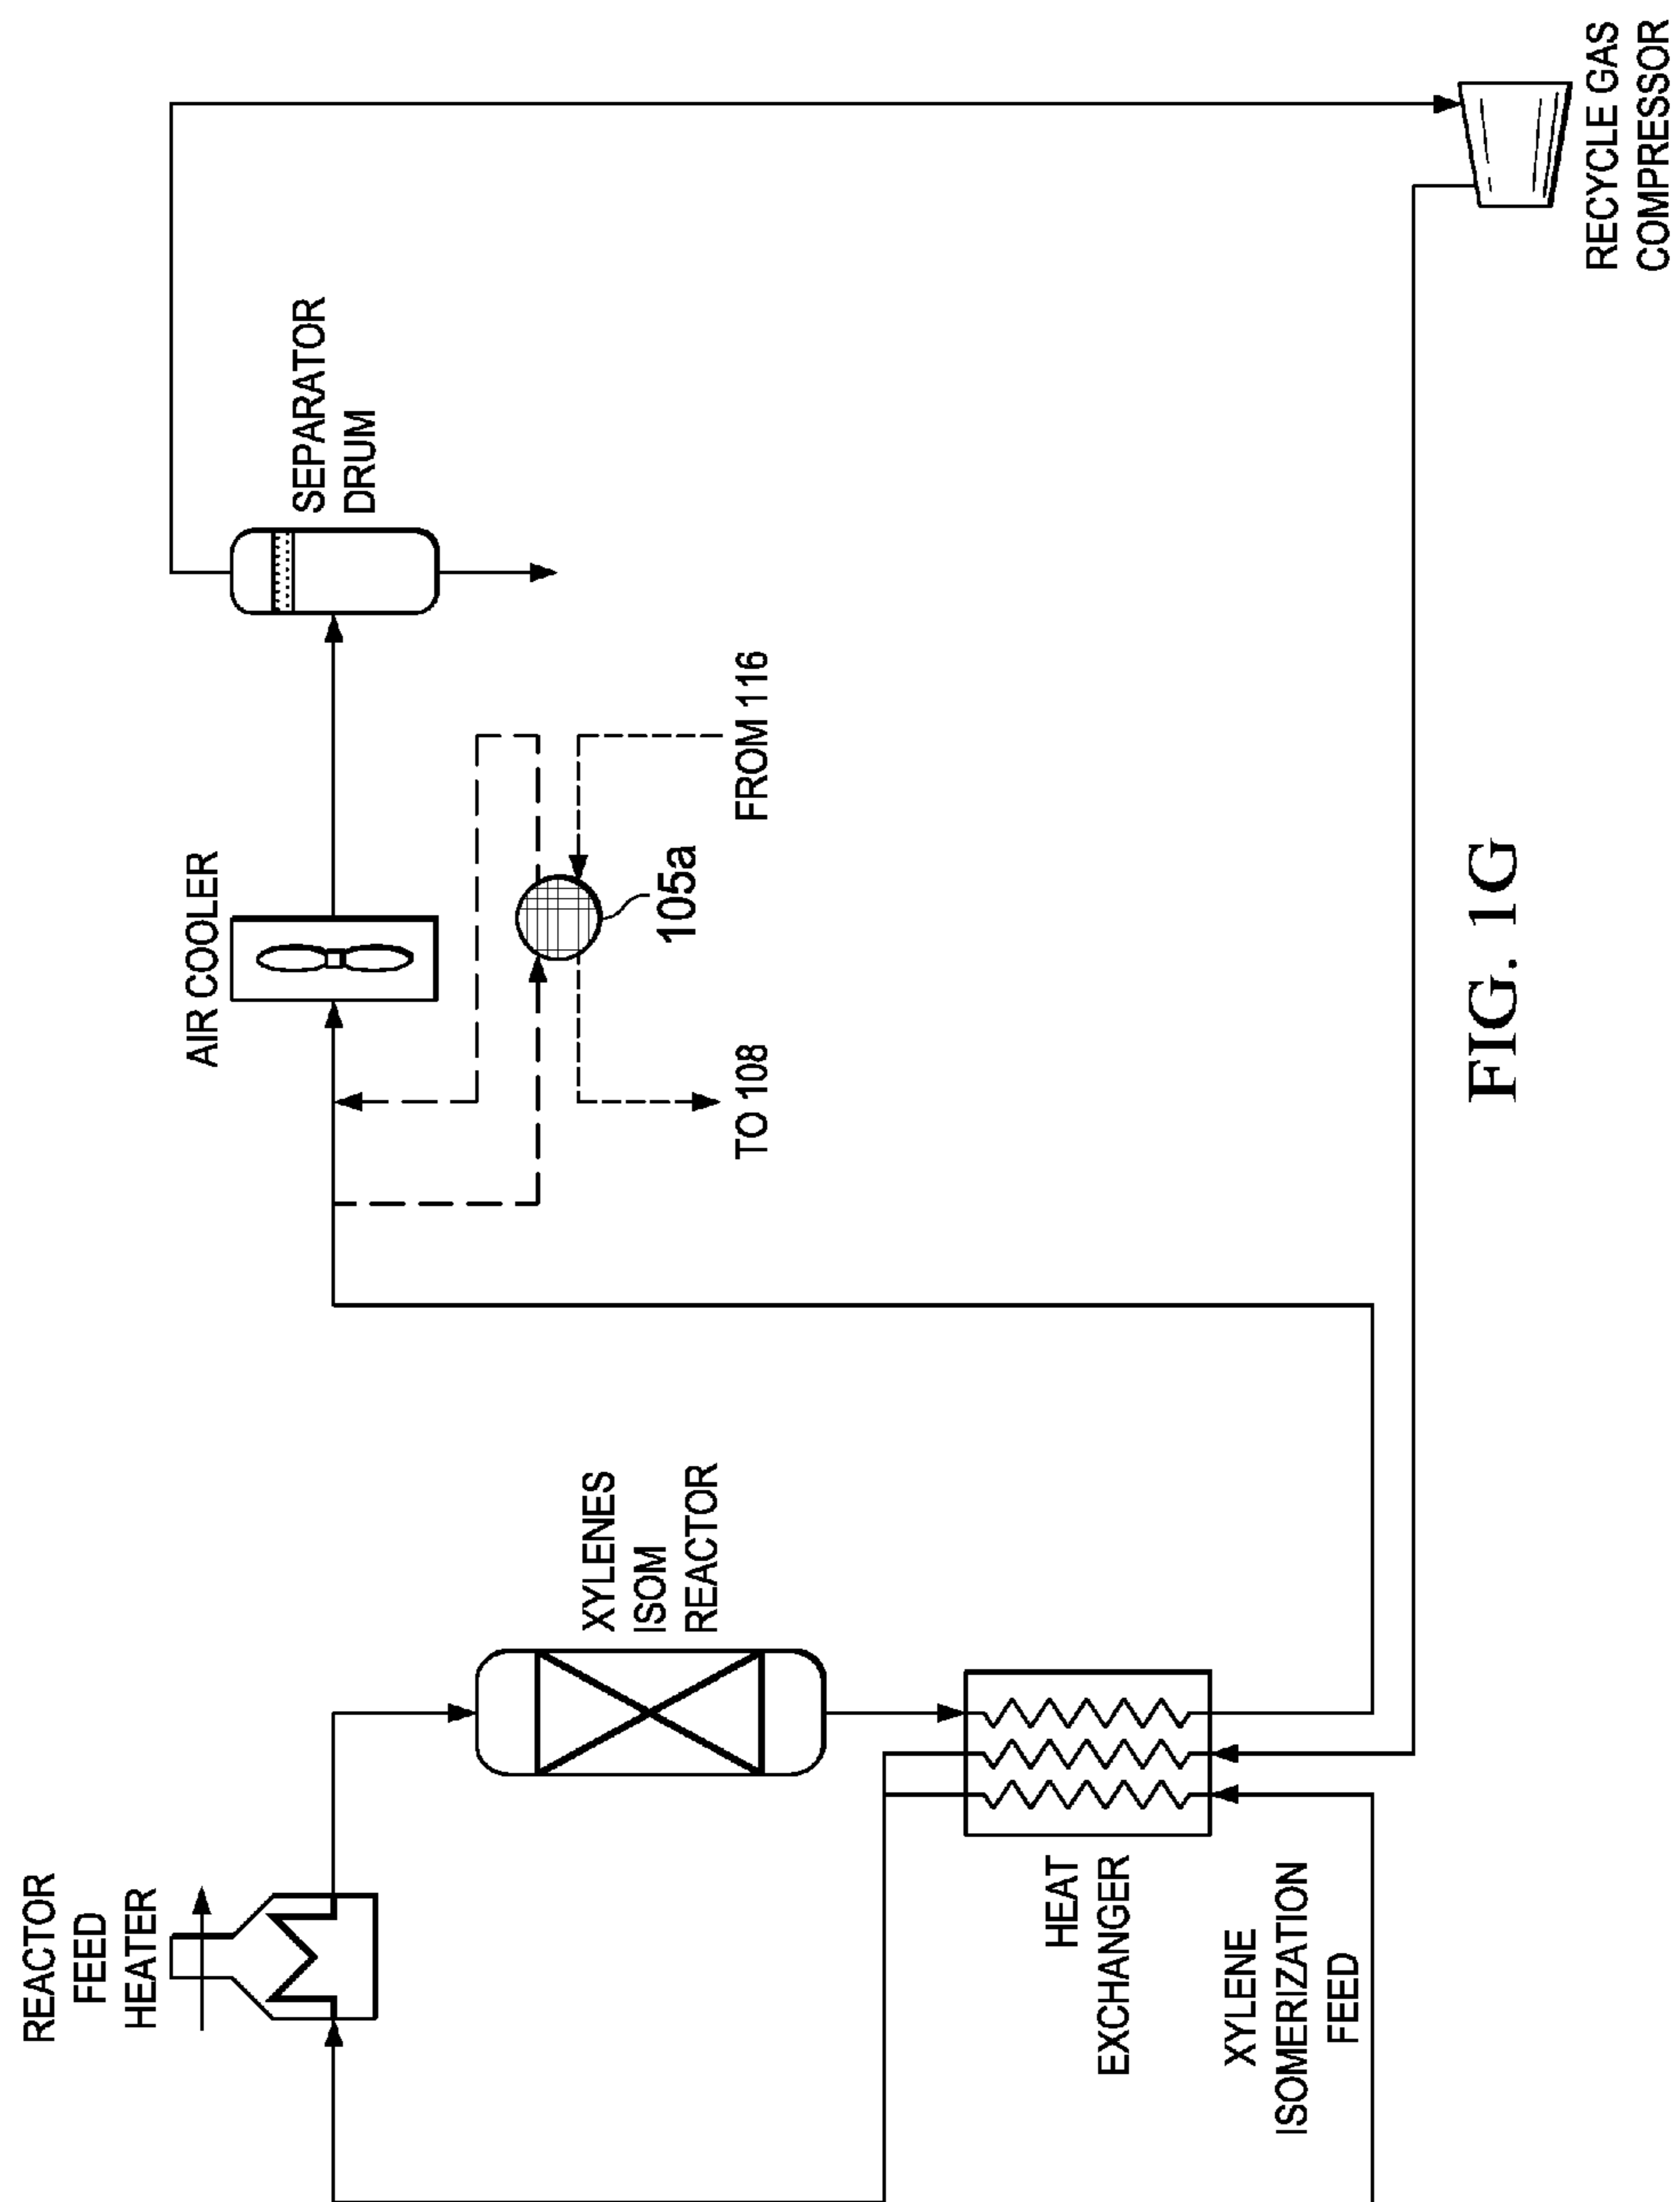 REACTOR
FEED
HEATER
XYLENES
ISOM
REACTOR
HEAT
EXCHANGER
XYLENE
ISOMERIZATION
FEED
AIR COOLER
105a
TO 108
FROM 116
SEPARATOR
DRUM
RECYCLE GAS
COMPRESSOR
FIG. 1G